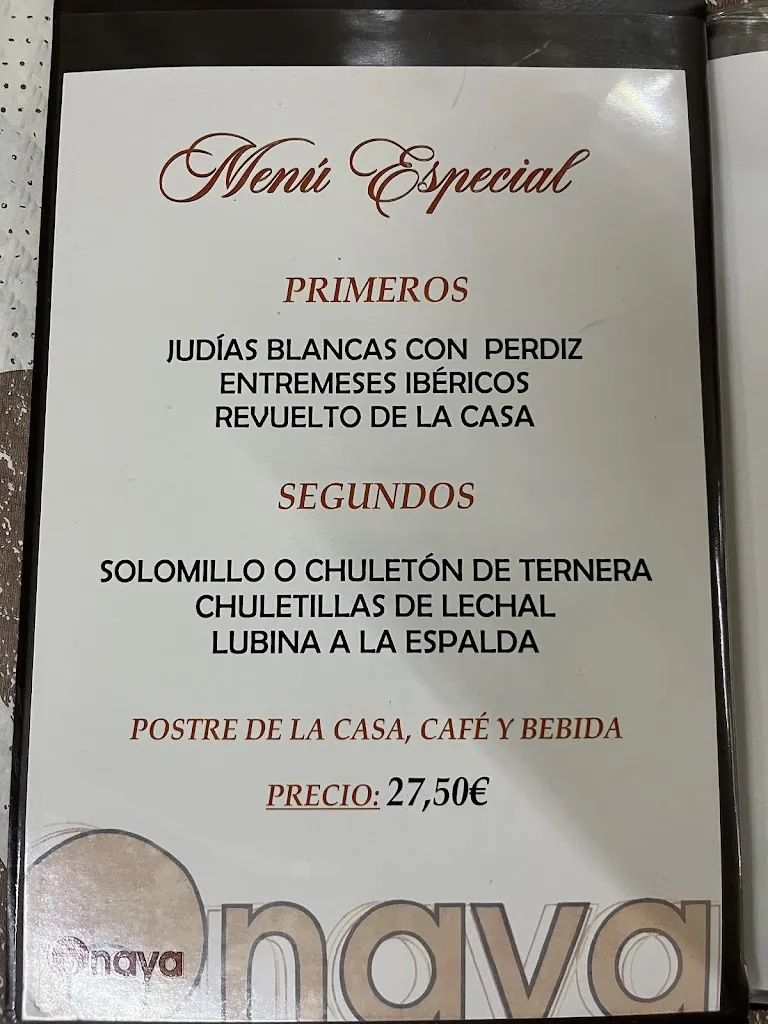 Menú Especial
PRIMEROS
JUDÍAS BLANCAS CON PERDIZ
ENTREMESES IBÉRICOS
REVUELTO DE LA CASA
SEGUNDOS
SOLOMILLO O CHULETÓN DE TERNERA
CHULETILLAS DE LECHAL
LUBINA A LA ESPALDA
POSTRE DE LA CASA, CAFÉ Y BEBIDA
PRECIO: 27,50€
naya
nava